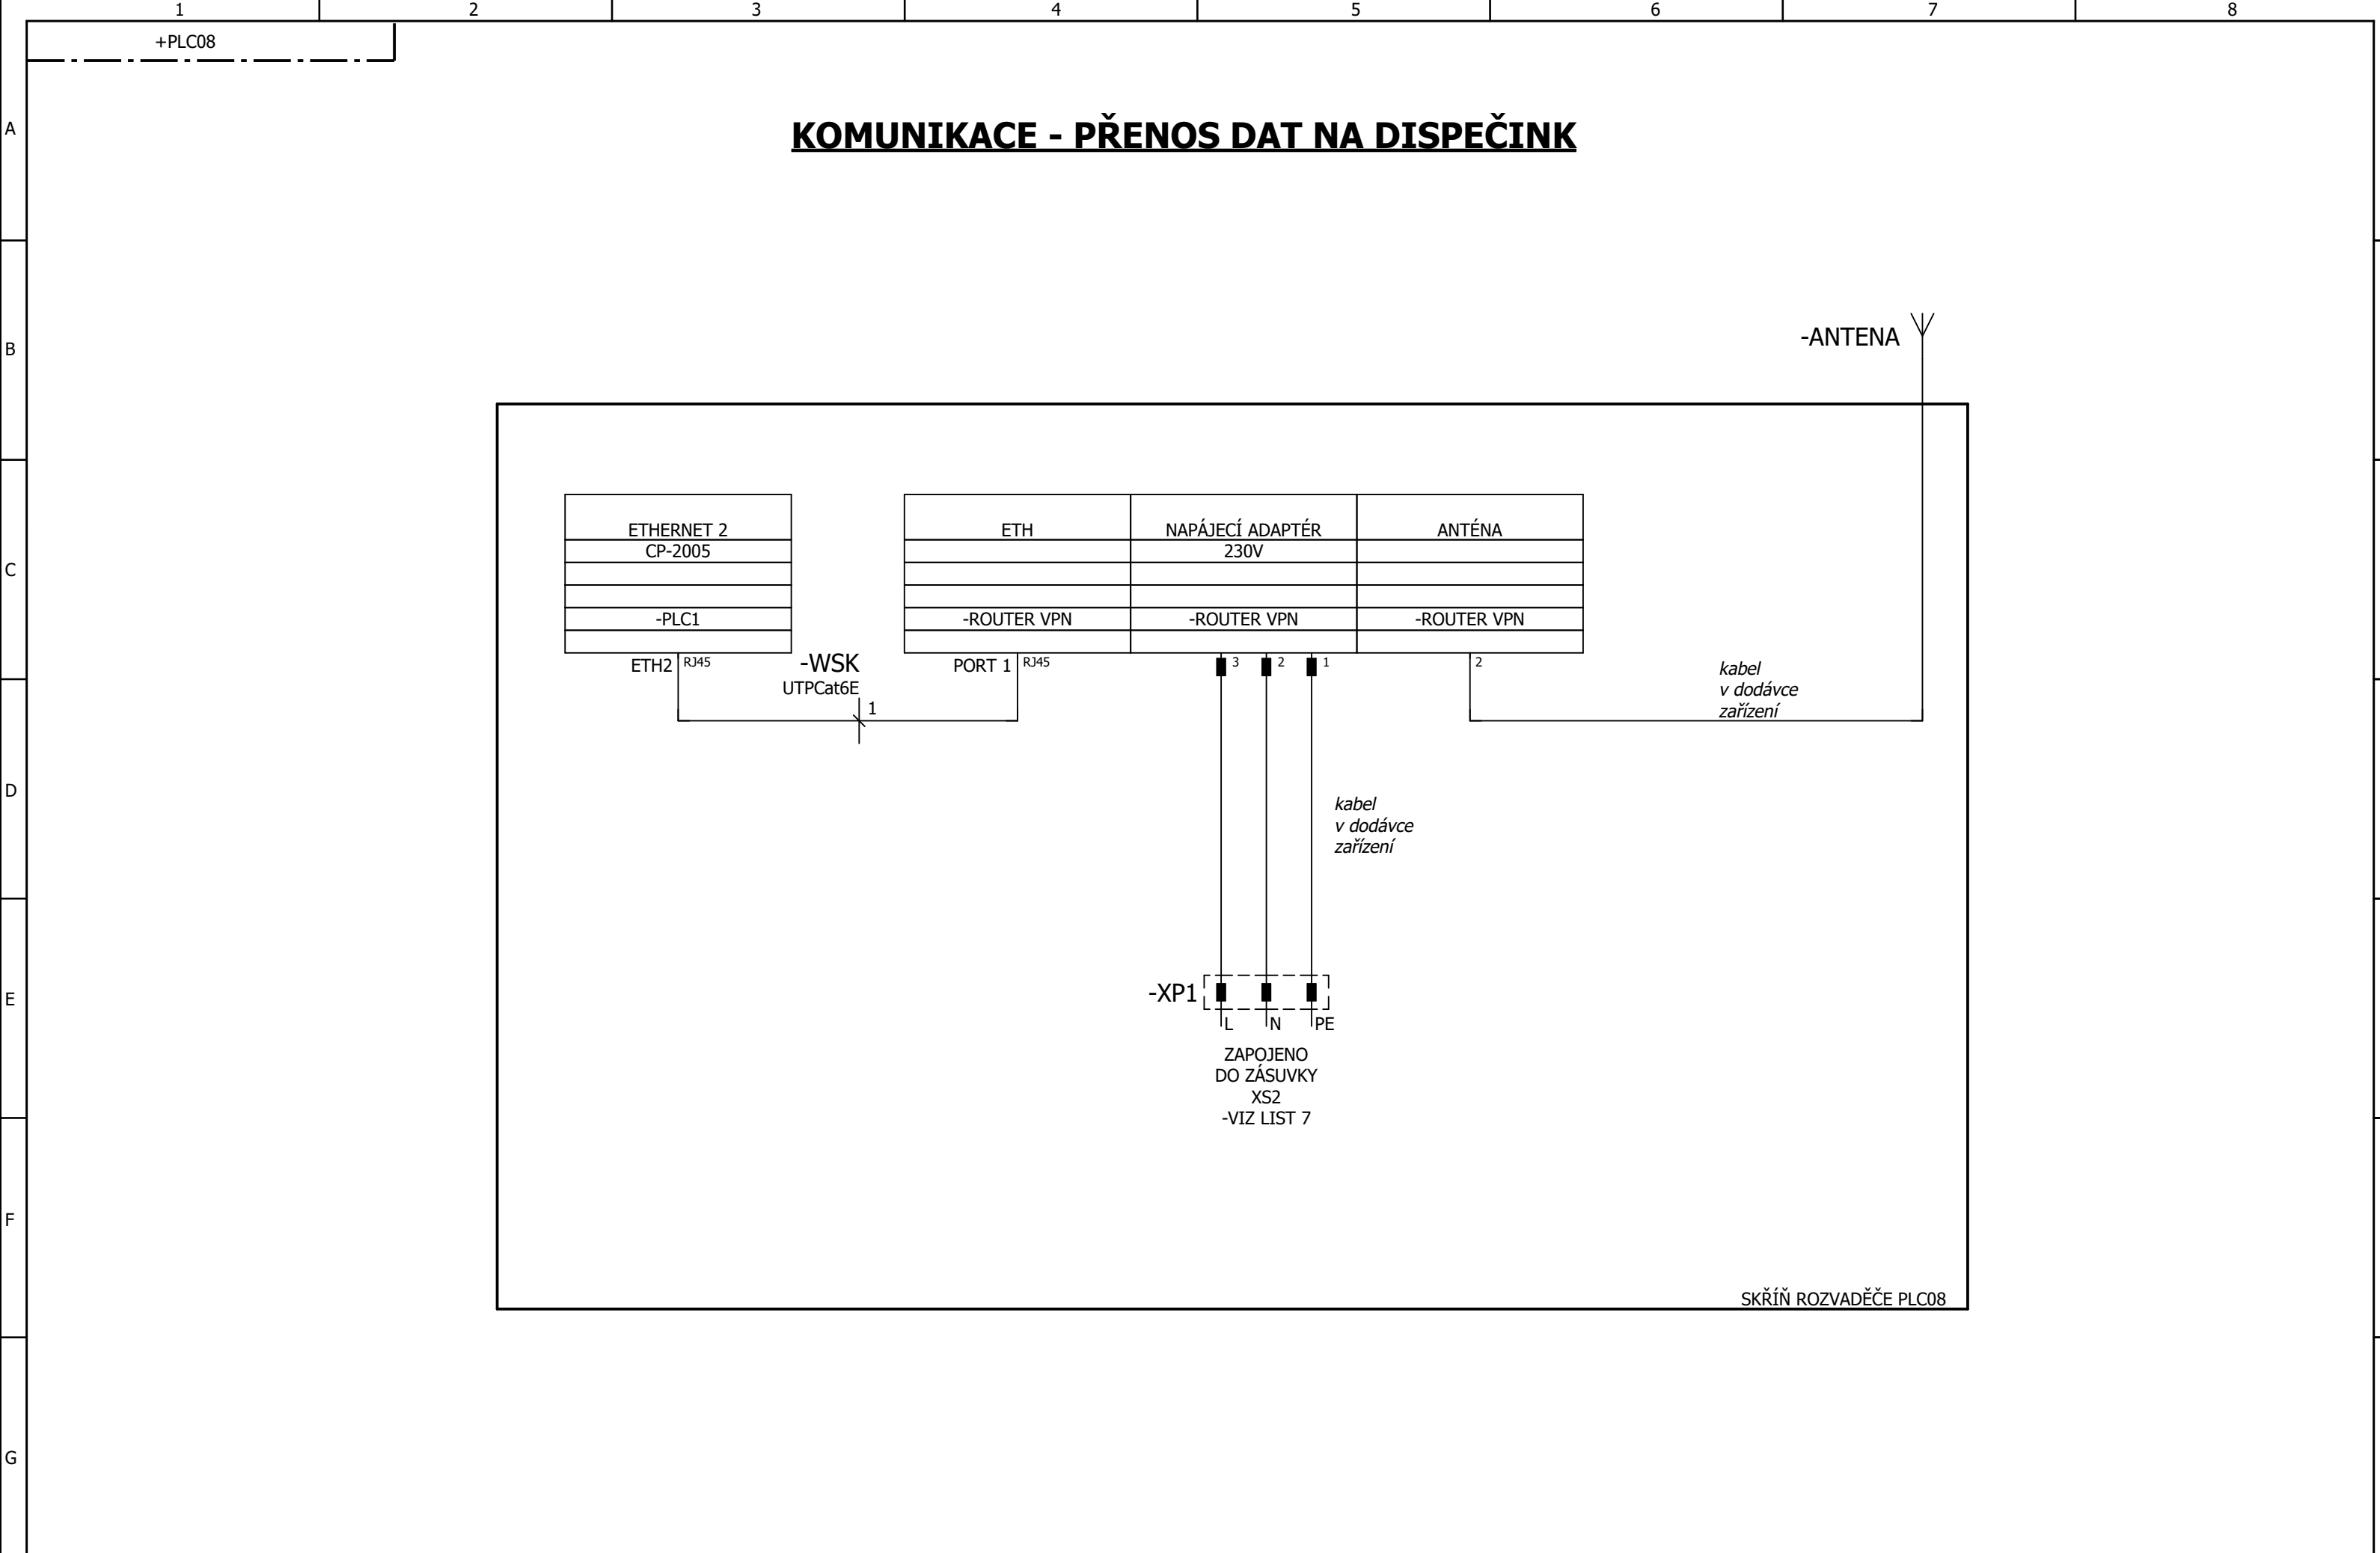 1 2 3 4 5 6 7 8
+PLC08
A
KOMUNIKACE - PŘENOS DAT NA DISPEČINK
B
-ANTENA
ETHERNET 2
CP-2005
-PLC1
ETH
-ROUTER VPN
NAPÁJECÍ ADAPTÉR
230V
-ROUTER VPN
ANTÉNA
-ROUTER VPN
C
ETH2 RJ45
-WSK
UTPCat6E
1
PORT 1 RJ45
3 2 1
2
kabel
v dodávce
zařízení
D
kabel
v dodávce
zařízení
E
-XP1
L N PE
ZAPOJENO
DO ZÁSUVKY
XS2
-VIZ LIST 7
F
SKŘÍŇ ROZVADĚČE PLC08
G